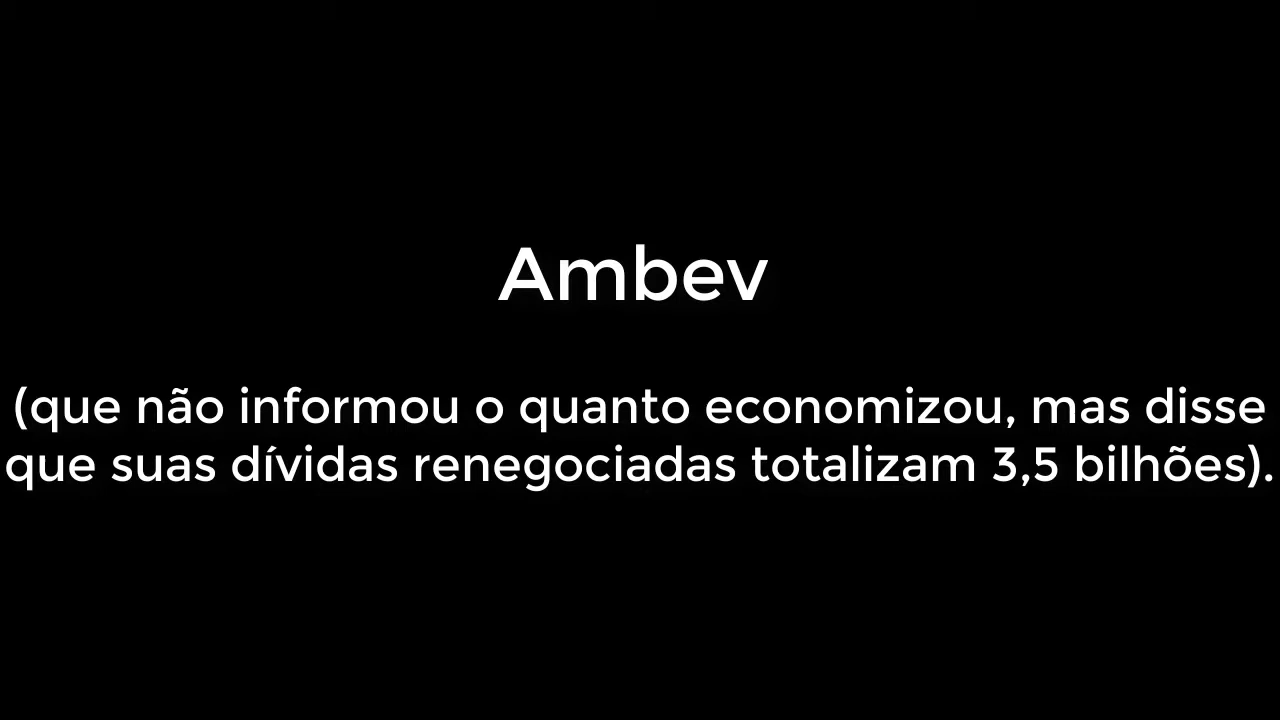 Ambev
(que não informou o quanto economizou, mas disse
que suas dívidas renegociadas totalizam 3,5 bilhões).